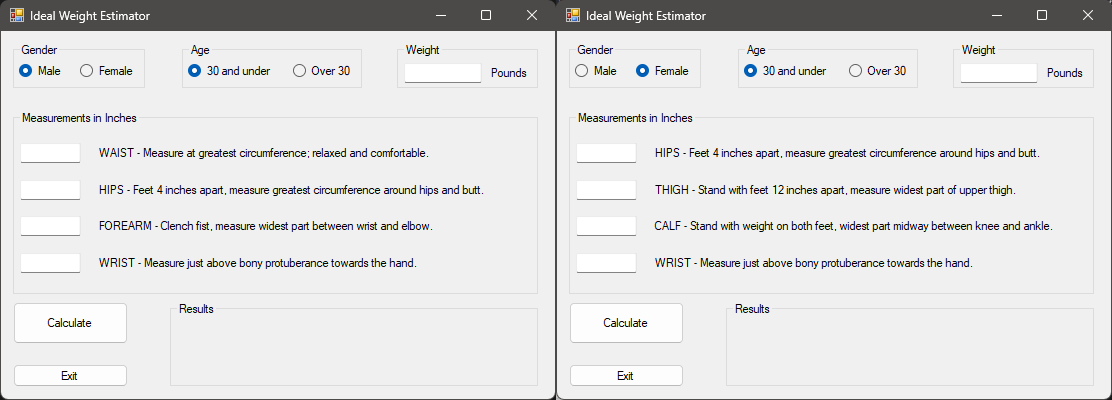 Ideal Weight Estimator
Gender
Age
Weight
Male
Female
30 and under
Over 30
Pounds
Measurements in Inches
WAIST - Measure at greatest circumference; relaxed and comfortable.
HIPS - Feet 4 inches apart, measure greatest circumference around hips and butt.
FOREARM - Clench fist, measure widest part between wrist and elbow.
WRIST - Measure just above bony protuberance towards the hand.
Calculate
Results
Exit
Ideal Weight Estimator
Gender
Age
Weight
Male
Female
30 and under
Over 30
Pounds
Measurements in Inches
HIPS - Feet 4 inches apart, measure greatest circumference around hips and butt.
THIGH - Stand with feet 12 inches apart, measure widest part of upper thigh.
CALF - Stand with weight on both feet, widest part midway between knee and ankle.
WRIST - Measure just above bony protuberance towards the hand.
Calculate
Results
Exit